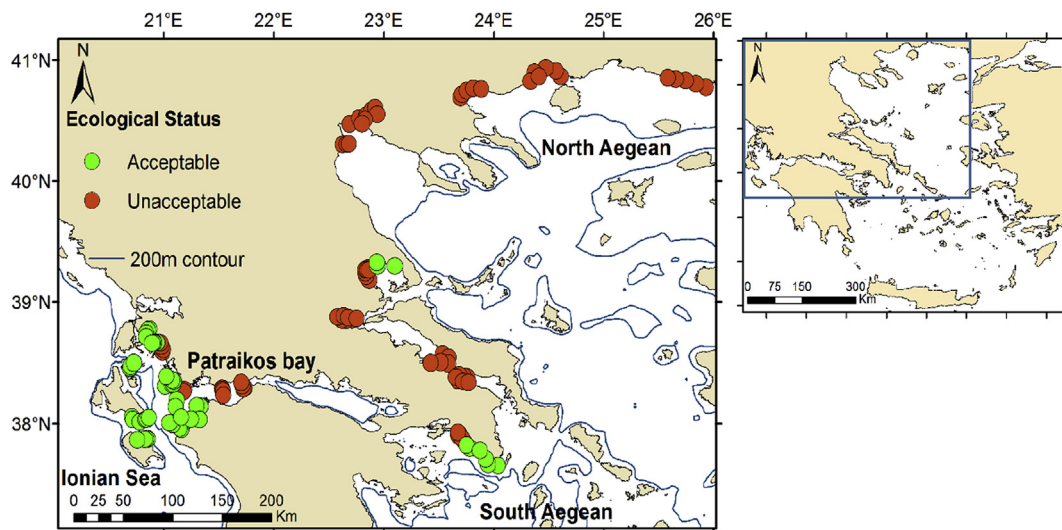 21°E 22°E 23°E 24°E 25°E 26°E
N
41°N
Ecological Status
Acceptable
Unacceptable
200m contour
40°N
39°N
38°N
North Aegean
Patraikos bay
Ionian Sea
South Aegean
0 25 50 100 150 200
Km
N
0 75 150 300
Km